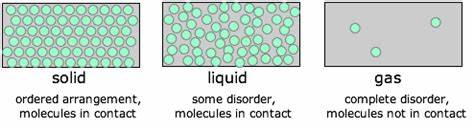 solid
ordered arrangement,
molecules in contact
liquid
some disorder,
molecules in contact
gas
complete disorder,
molecules not in contact